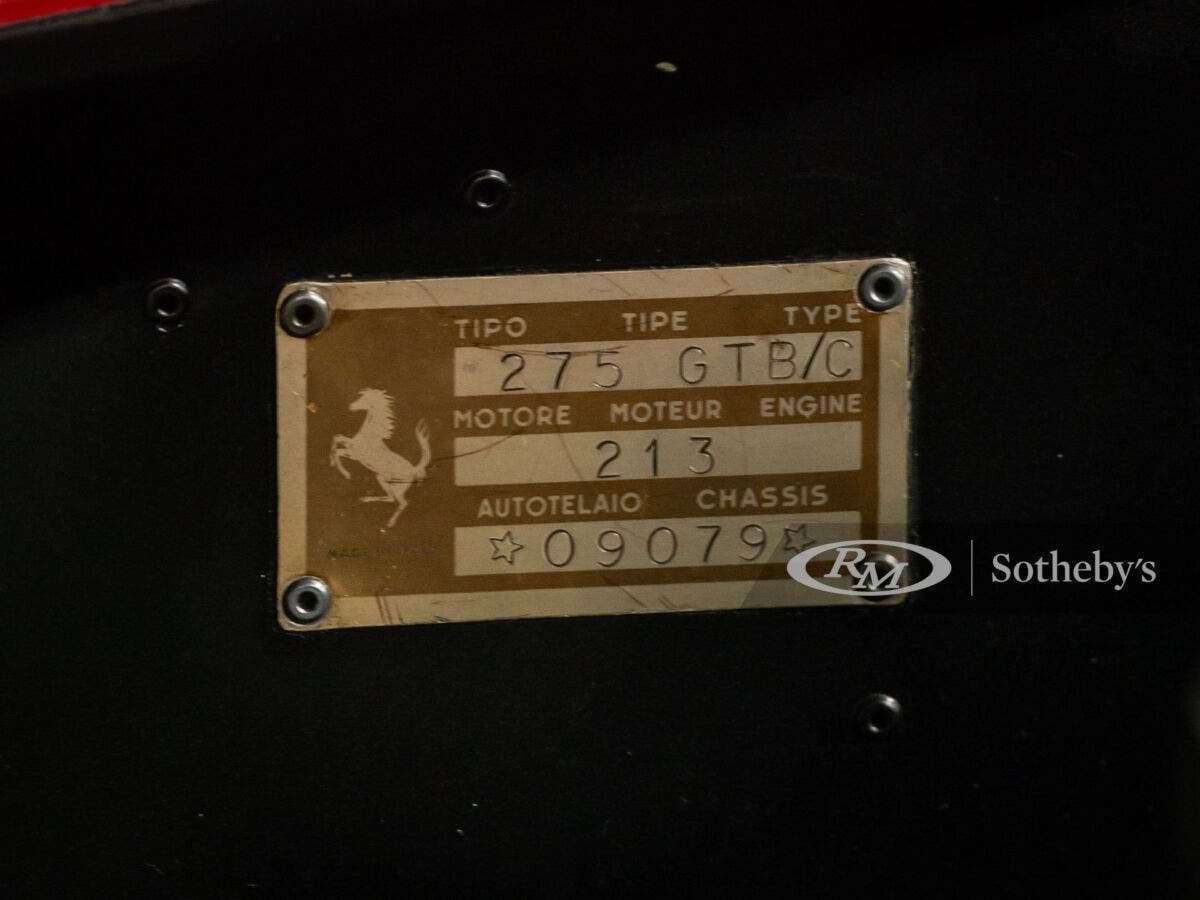 TIPO TIPE TYPE
275 GTB/C
MOTORE MOTEUR ENGINE
213
AUTOTELAIO CHASSIS
☆09079☆
RM Sotheby's